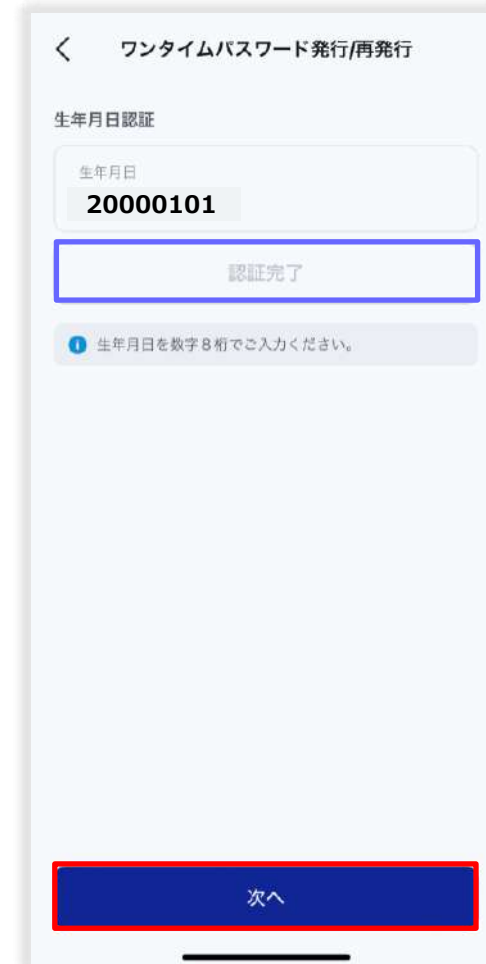 ワンタイムパスワード発行/再発行
生年月日認証
生年月日
20000101
認証完了
生年月日を数字8桁でご入力ください。
次へ